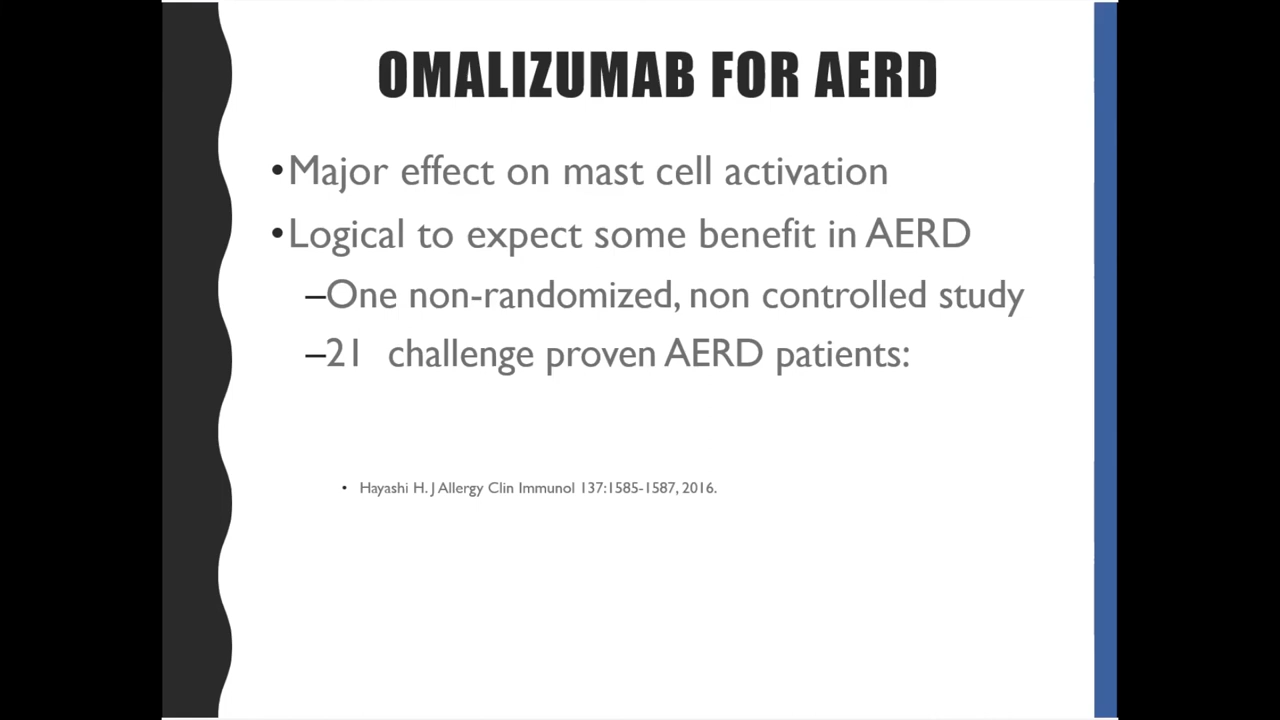 OMALIZUMAB FOR AERD
•Major effect on mast cell activation
•Logical to expect some benefit in AERD
–One non-randomized, non controlled study
–21 challenge proven AERD patients:
• Hayashi H. J Allergy Clin Immunol 137:1585-1587, 2016.